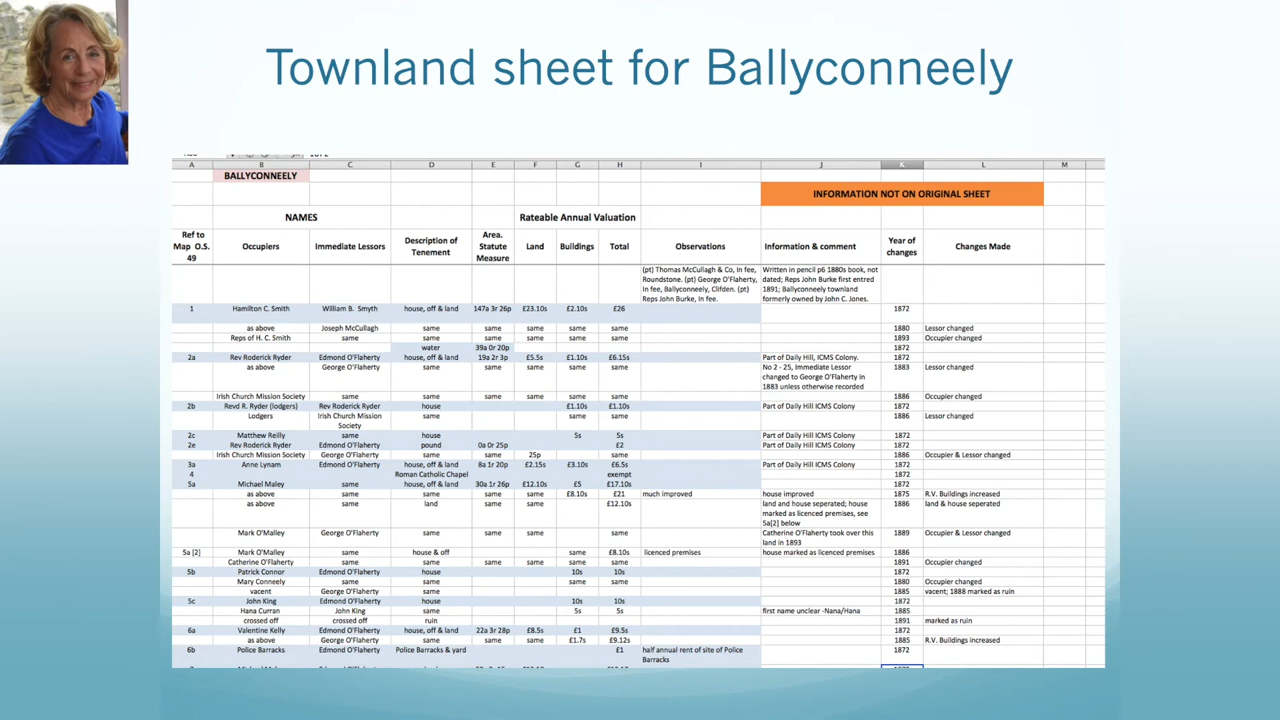 Townland sheet for Ballyconneely
A B C D E F G H I J K L M
BALLYCONNEELY
INFORMATION NOT ON ORIGINAL SHEET
NAMES Rateable Annual Valuation
Ref to Map O.S. 49 Occupiers Immediate Lessors Description of Tenement Area. Statute Measure Land Buildings Total Observations Information & comment Year of changes Changes Made
(pt) Thomas McCullagh & Co, In fee, Written in pencil p6 1880s book, not
Roundstone. (pt) George O'Flaherty, dated; Reps John Burke first entred
In fee, Ballyconneely, Clifden. (pt) 1891; Ballyconneely townland
Reps John Burke, In fee. formerly owned by John C. Jones.
1 Hamilton C. Smith William B. Smyth house, off & land 147a 3r 26p £23.10s £2.10s £26 1872
as above Joseph McCullagh same same same same same 1880 Lessor changed
Reps of H. C. Smith same same same same same same 1893 Occupier changed
water 39a 0r 20p 1872
2a Rev Roderick Ryder Edmond O'Flaherty house, off & land 19a 2r 3p £5.5s £1.10s £6.15s Part of Daily Hill, ICMS Colony. 1872
as above George O'Flaherty same same same same same No 2 - 25, Immediate Lessor 1883 Lessor changed
changed to George O'Flaherty in
1883 unless otherwise recorded
Irish Church Mission Society same same same same same same 1886 Occupier changed
2b Revd R. Ryder (lodgers) Rev Roderick Ryder house £1.10s £1.10s Part of Daily Hill ICMS Colony 1872
Lodgers Irish Church Mission same same same 1886 Lessor changed
Society
2c Matthew Reilly same house 5s 5s Part of Daily Hill ICMS Colony 1872
2e Rev Roderick Ryder Edmond O'Flaherty pound 0a 0r 25p £2 Part of Daily Hill ICMS Colony 1872
Irish Church Mission Society George O'Flaherty same same 25p same 1886 Occupier & Lessor changed
3a Anne Lynam Edmond O'Flaherty house, off & land 8a 1r 20p £2.15s £3.10s £6.5s Part of Daily Hill ICMS Colony 1872
4 Roman Catholic Chapel exempt 1872
5a Michael Maley same house, off & land 30a 1r 26p £12.10s £5 £17.10s 1872
as above same same same same £8.10s £21 much improved house improved 1875 R.V. Buildings increased
as above same land same same £12.10s land and house seperated; house 1886 land & house seperated
marked as licenced premises, see
5a[2] below
Mark O'Malley George O'Flaherty same same same same Catherine O'Flaherty took over this 1889 Occupier & Lessor changed
land in 1893
5a [2] Mark O'Malley same house & off same £8.10s licenced premises house marked as licenced premises 1886
Catherine O'Flaherty same same same same same same 1891 Occupier changed
5b Patrick Connor Edmond O'Flaherty house 10s 10s 1872
Mary Conneely same same same same 1880 Occupier changed
vacant George O'Flaherty same same same 1885 vacant; 1888 marked as ruin
5c John King Edmond O'Flaherty house 10s 10s 1872
Hana Curran John King same 5s 5s first name unclear -Nana/Hana 1885
crossed off crossed off ruin 1891 marked as ruin
6a Valentine Kelly Edmond O'Flaherty house, off & land 22a 3r 28p £8.5s £1 £9.5s 1872
as above George O'Flaherty same same same £1.7s £9.12s 1885 R.V. Buildings increased
6b Police Barracks Edmond O'Flaherty Police Barracks & yard £1 half annual rent of site of Police 1872
Barracks